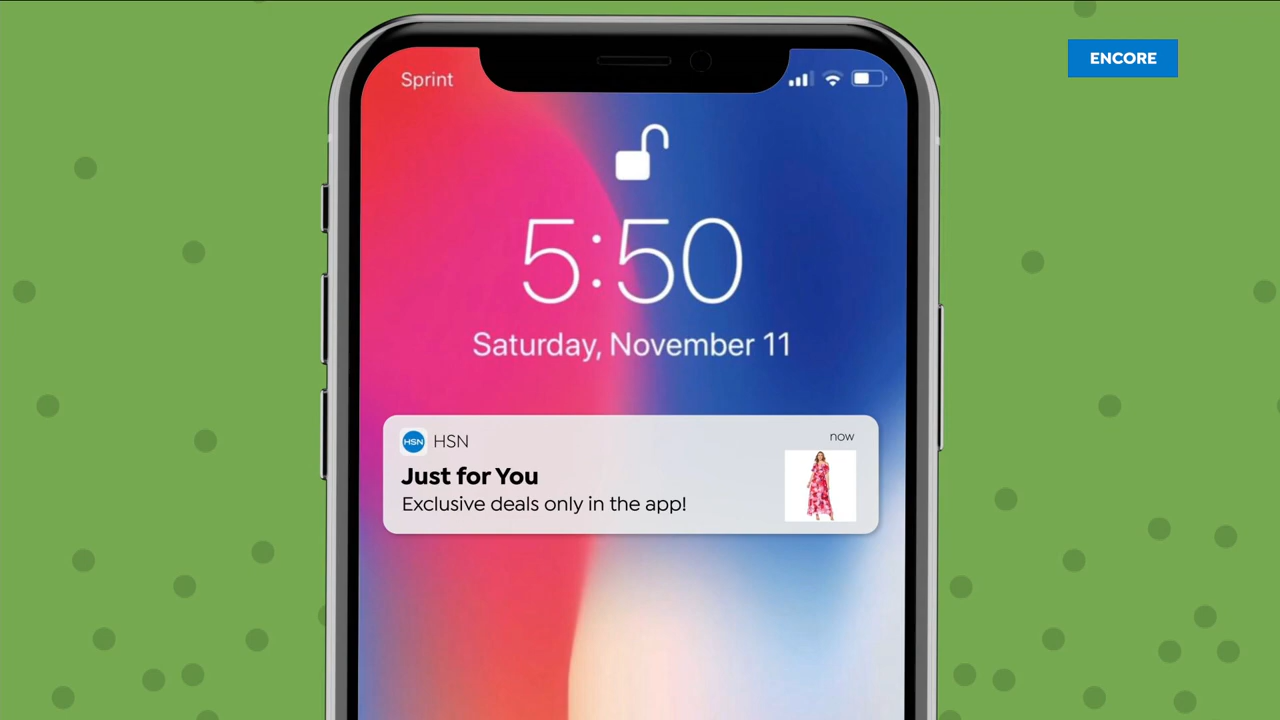 ENCORE
Sprint
5:50
Saturday, November 11
HSN HSN
now
Just for You
Exclusive deals only in the app!